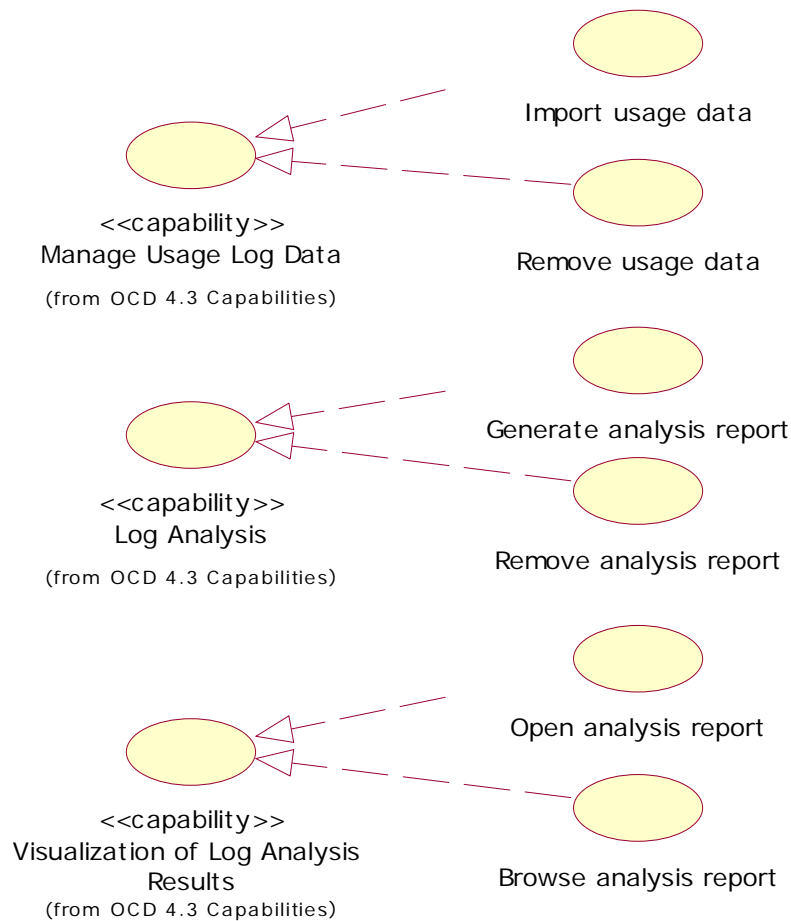 Import usage data
<<capability>>
Manage Usage Log Data
(from OCD 4.3 Capabilities)
Remove usage data
Generate analysis report
<<capability>>
Log Analysis
(from OCD 4.3 Capabilities)
Remove analysis report
Open analysis report
<<capability>>
Visualization of Log Analysis
Results
(from OCD 4.3 Capabilities)
Browse analysis report